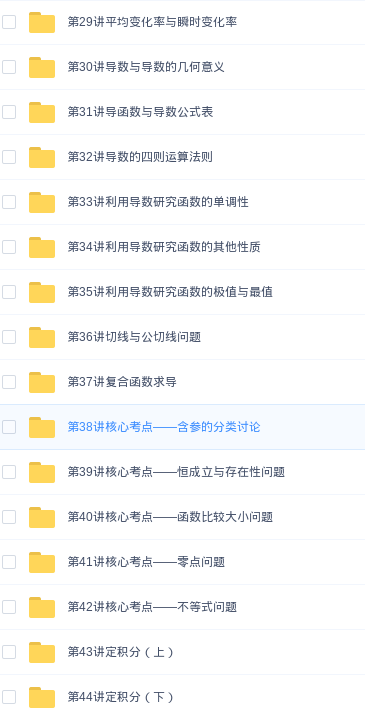 第29讲平均变化率与瞬时变化率
第30讲导数与导数的几何意义
第31讲导函数与导数公式表
第32讲导数的四则运算法则
第33讲利用导数研究函数的单调性
第34讲利用导数研究函数的其他性质
第35讲利用导数研究函数的极值与最值
第36讲切线与公切线问题
第37讲复合函数求导
第38讲核心考点——含参的分类讨论
第39讲核心考点——恒成立与存在性问题
第40讲核心考点——函数比较大小问题
第41讲核心考点——零点问题
第42讲核心考点——不等式问题
第43讲定积分（上）
第44讲定积分（下）